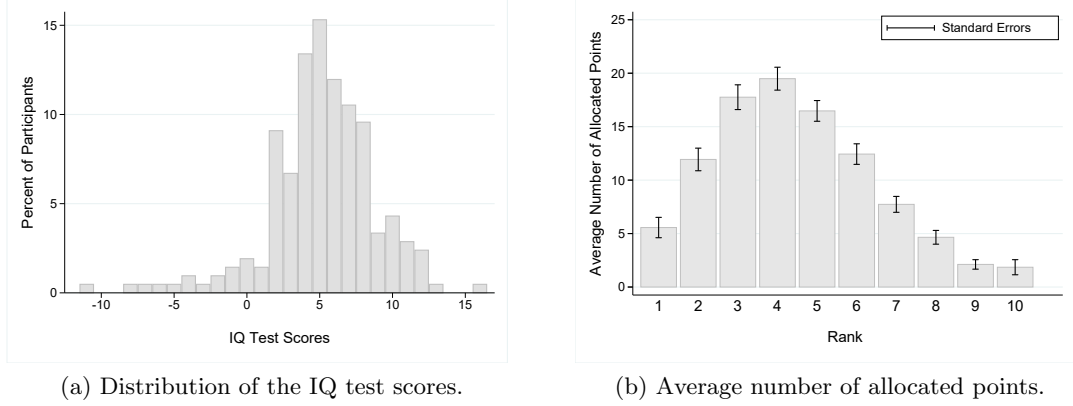 15
10
5
0
Percent of Participants
-10 -5 0 5 10 15
IQ Test Scores
(a) Distribution of the IQ test scores.
Standard Errors
25
20
15
10
5
0
Average Number of Allocated Points
1 2 3 4 5 6 7 8 9 10
Rank
(b) Average number of allocated points.